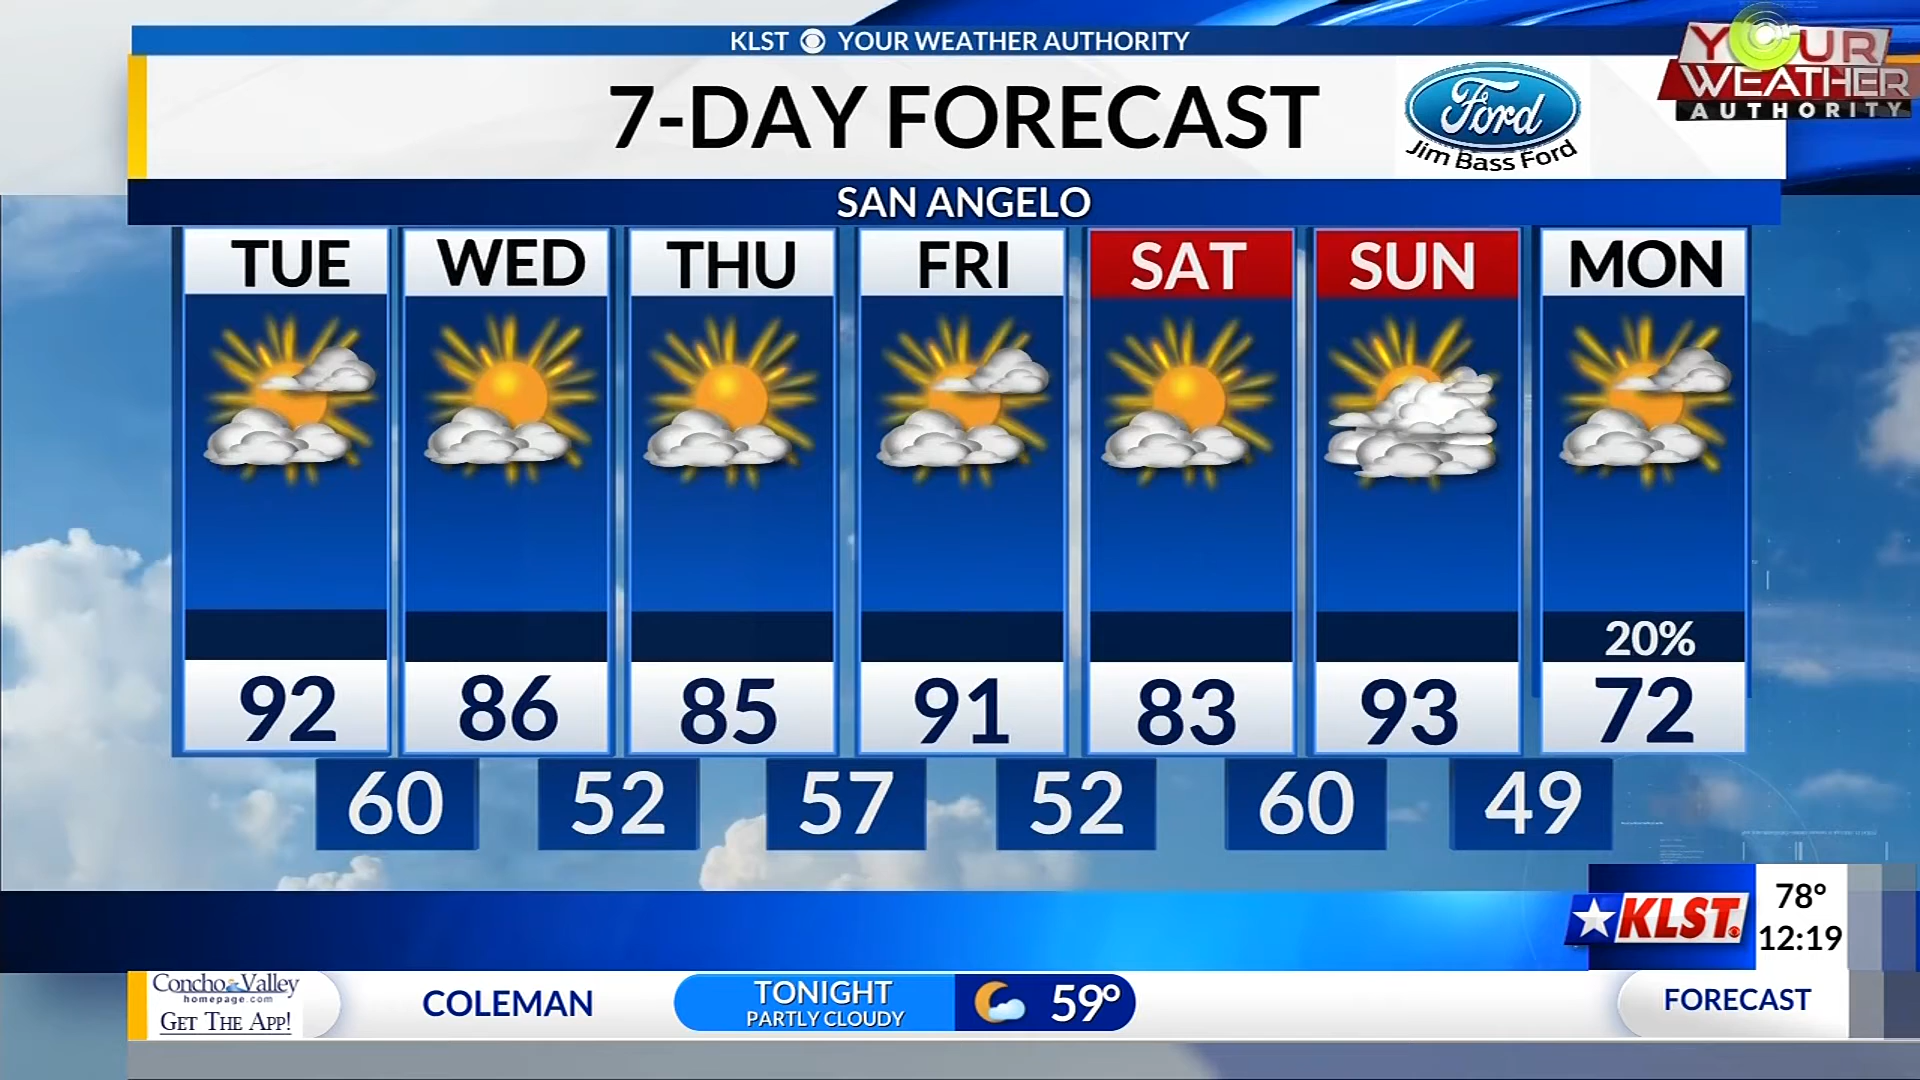 KLST YOUR WEATHER AUTHORITY
YOUR
WEATHER
AUTHORITY
7-DAY FORECAST
Ford
Jim Bass Ford
SAN ANGELO
TUE WED THU FRI SAT SUN MON
20%
92 86 85 91 83 93 72
60 52 57 52 60 49
KLST
78°
12:19
Concho Valley
homepage.com
GET THE APP!
COLEMAN
TONIGHT
PARTLY CLOUDY
59°
FORECAST